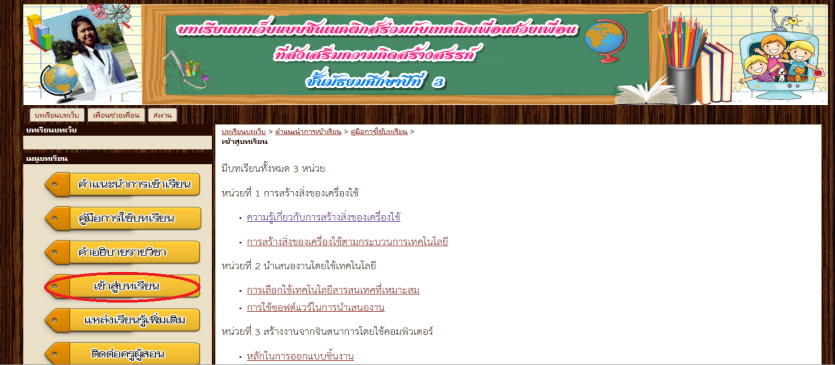 บทเรียนบทเว็บแบบซินเนคติกส์ร่วมกับเทคนิคเพื่อนช่วยเพื่อน
ที่ส่งเสริมความคิดสร้างสรรค์
ชั้นมัธยมศึกษาปีที่ 3
บทเรียนบทเว็บ
เพื่อนช่วยเพื่อน
สผาน
บทเรียนบทเว็บ
เมนูบทเรียน
คำแนะนำการเข้าเรียน
คู่มือการใช้บทเรียน
คำอธิบายรายวิชา
เข้าสู่บทเรียน
แหล่งเรียนรู้เพิ่มเติม
ติดต่อครูผู้สอน
บทเรียนบทเว็บ > คำแนะนำการเข้าเรียน > คู่มือการใช้บทเรียน >
เข้าสู่บทเรียน
มีบทเรียนทั้งหมด 3 หน่วย
หน่วยที่ 1 การสร้างสิ่งของเครื่องใช้
• ความรู้เกี่ยวกับการสร้างสิ่งของเครื่องใช้
• การสร้างสิ่งของเครื่องใช้ตามกระบวนการเทคโนโลยี
หน่วยที่ 2 นำเสนองานโดยใช้เทคโนโลยี
• การเลือกใช้เทคโนโลยีสารสนเทศที่เหมาะสม
• การใช้ซอฟต์แวร์ในการนำเสนองาน
หน่วยที่ 3 สร้างงานจากจินตนาการโดยใช้คอมพิวเตอร์
• หลักในการออกแบบชิ้นงาน